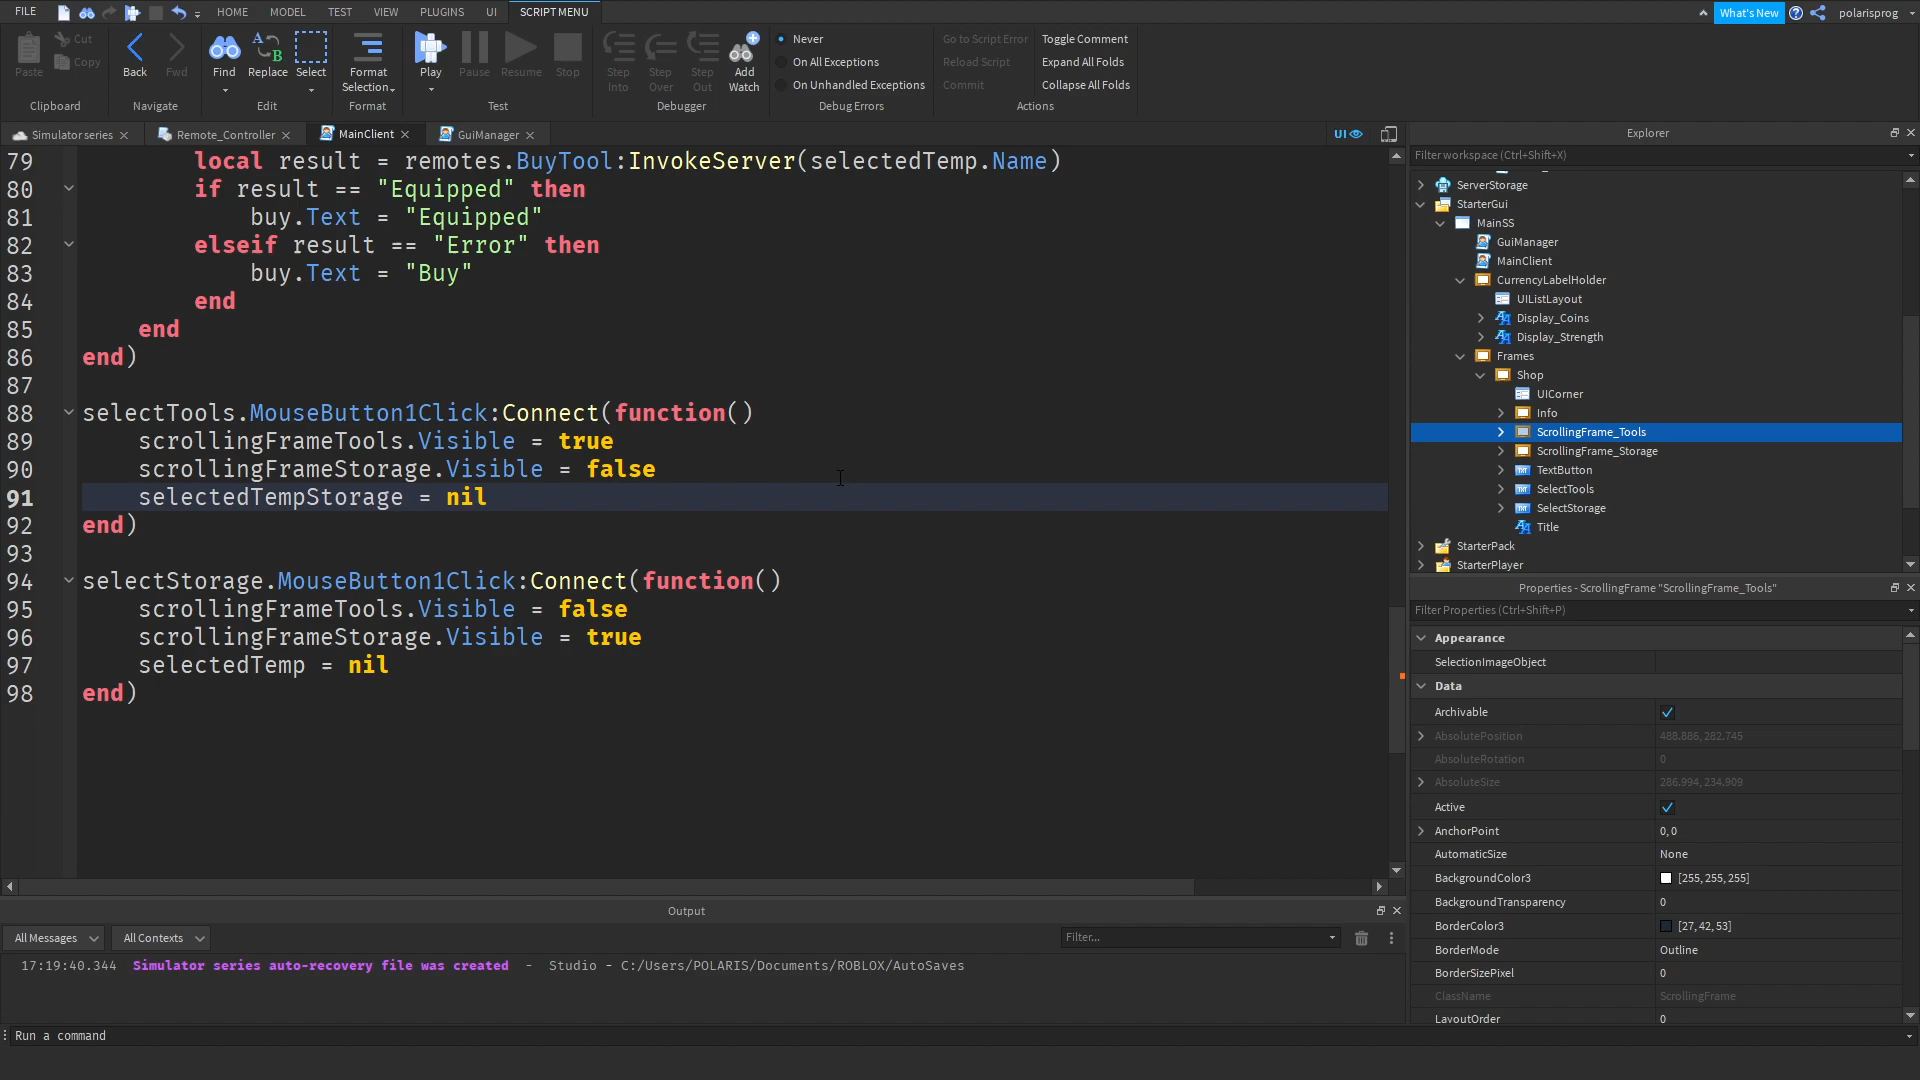 FILE
HOME
MODEL
TEST
VIEW
PLUGINS
UI
SCRIPT MENU
What's New
polarisprog
Paste
Cut
Copy
Clipboard
Back
Fwd
Navigate
Find
Replace
Select
Edit
Format
Selection
Format
Play
Pause
Resume
Stop
Test
Step
Into
Step
Over
Step
Out
Add
Watch
Debugger
Never
On All Exceptions
On Unhandled Exceptions
Debug Errors
Go to Script Error
Reload Script
Commit
Toggle Comment
Expand All Folds
Collapse All Folds
Actions
Simulator series
Remote_Controller
MainClient
GuiManager
UI
79 local result = remotes.BuyTool:InvokeServer(selectedTemp.Name)
80 if result == "Equipped" then
81 buy.Text = "Equipped"
82 elseif result == "Error" then
83 buy.Text = "Buy"
84 end
85 end
86 end)
87
88 selectTools.MouseButton1Click:Connect(function()
89 scrollingFrameTools.Visible = true
90 scrollingFrameStorage.Visible = false
91 selectedTempStorage = nil
92 end)
93
94 selectStorage.MouseButton1Click:Connect(function()
95 scrollingFrameTools.Visible = false
96 scrollingFrameStorage.Visible = true
97 selectedTemp = nil
98 end)
Explorer
Filter workspace (Ctrl+Shift+X)
ServerStorage
StarterGui
MainSS
GuiManager
MainClient
CurrencyLabelHolder
UIListLayout
Display_Coins
Display_Strength
Frames
Shop
UICorner
Info
ScrollingFrame_Tools
ScrollingFrame_Storage
TextButton
SelectTools
SelectStorage
Title
StarterPack
StarterPlayer
Properties - ScrollingFrame "ScrollingFrame_Tools"
Filter Properties (Ctrl+Shift+P)
Appearance
SelectionImageObject
Data
Archivable
AbsolutePosition 488.886, 282.745
AbsoluteRotation 0
AbsoluteSize 286.994, 234.909
Active
AnchorPoint 0, 0
AutomaticSize None
BackgroundColor3 [255, 255, 255]
BackgroundTransparency 0
BorderColor3 [27, 42, 53]
BorderMode Outline
BorderSizePixel 0
ClassName ScrollingFrame
LayoutOrder 0
Output
All Messages
All Contexts
Filter...
17:19:40.344 Simulator series auto-recovery file was created - Studio - C:/Users/POLARIS/Documents/ROBLOX/AutoSaves
Run a command